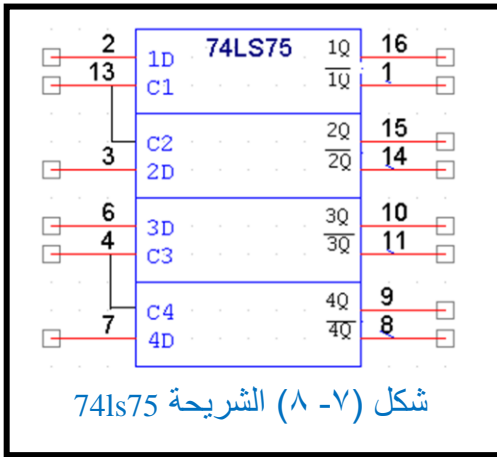 2 1D 74LS75 1Q 16
13 C1 1Q 1
C2 2Q 15
3 2D 2Q 14
6 3D 3Q 10
4 C3 3Q 11
C4 4Q 9
7 4D 4Q 8
شكل (٧- ٨) الشريحة 74ls75